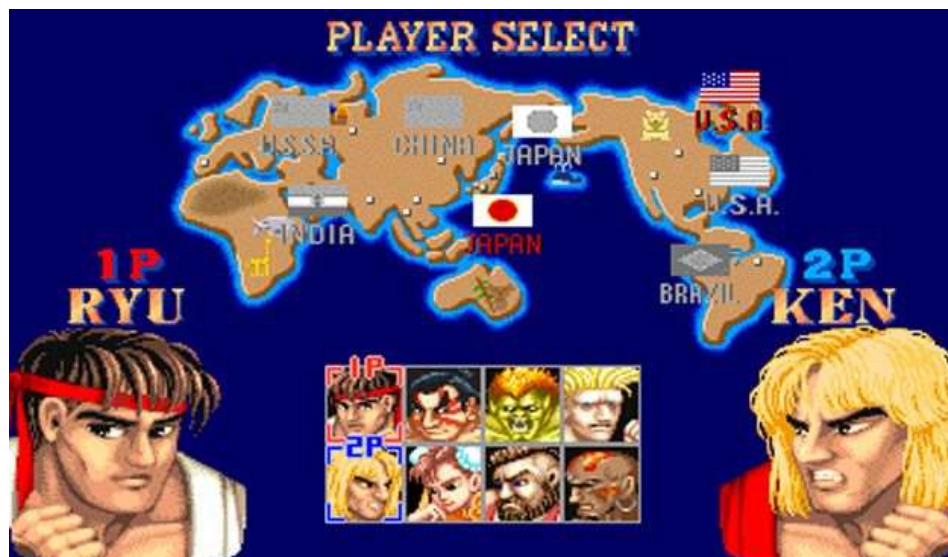 PLAYER SELECT
U.S.A
U.S.S.R
CHINA
JAPAN
U.S.A.
INDIA
JAPAN
1P
RYU
2P
KEN
BRAZIL
1P
2P